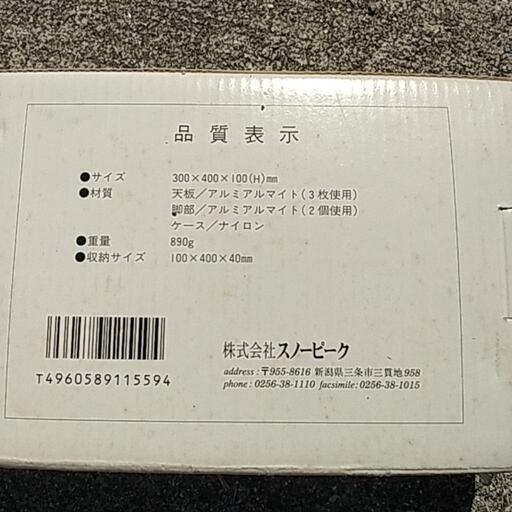 品質表示
●サイズ 300×400×100(H)mm
●材質 天板／アルミアルマイト(３枚使用)
脚部／アルミアルマイト(２個使用)
ケース／ナイロン
●重量 890g
●収納サイズ 100×400×40mm
株式会社スノーピーク
address : 〒955-8616 新潟県三条市三貫地958
phone : 0256-38-1110 facsimile: 0256-38-1015
T4960589115594